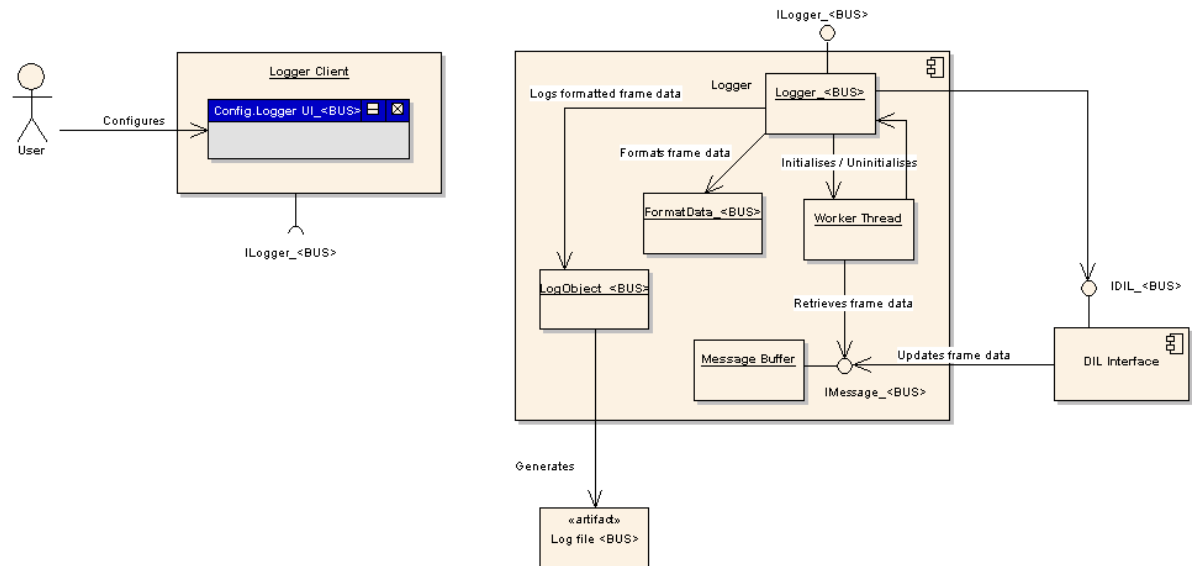 ILogger_<BUS>
Logger Client
Config.Logger UI_<BUS>
Configures
User
ILogger_<BUS>
Logger
Logger_<BUS>
Logs formatted frame data
Formats frame data
Initialises / Uninitialises
FormatData_<BUS>
Worker Thread
LogObject_<BUS>
Retrieves frame data
IDIL_<BUS>
Message Buffer
Updates frame data
DIL Interface
IMessage_<BUS>
Generates
«artifact»
Log file <BUS>